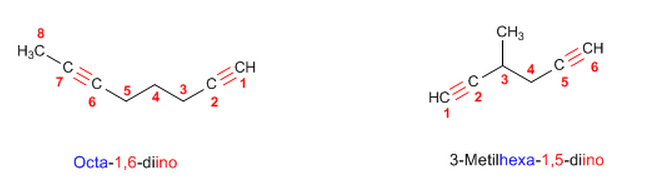 8
H₃C
C
7
C
6
5
4
3
C
2
CH
1
Octa-1,6-diino
CH₃
HC
1
C
2
3
4
C
5
CH
6
3-Metilhexa-1,5-diino